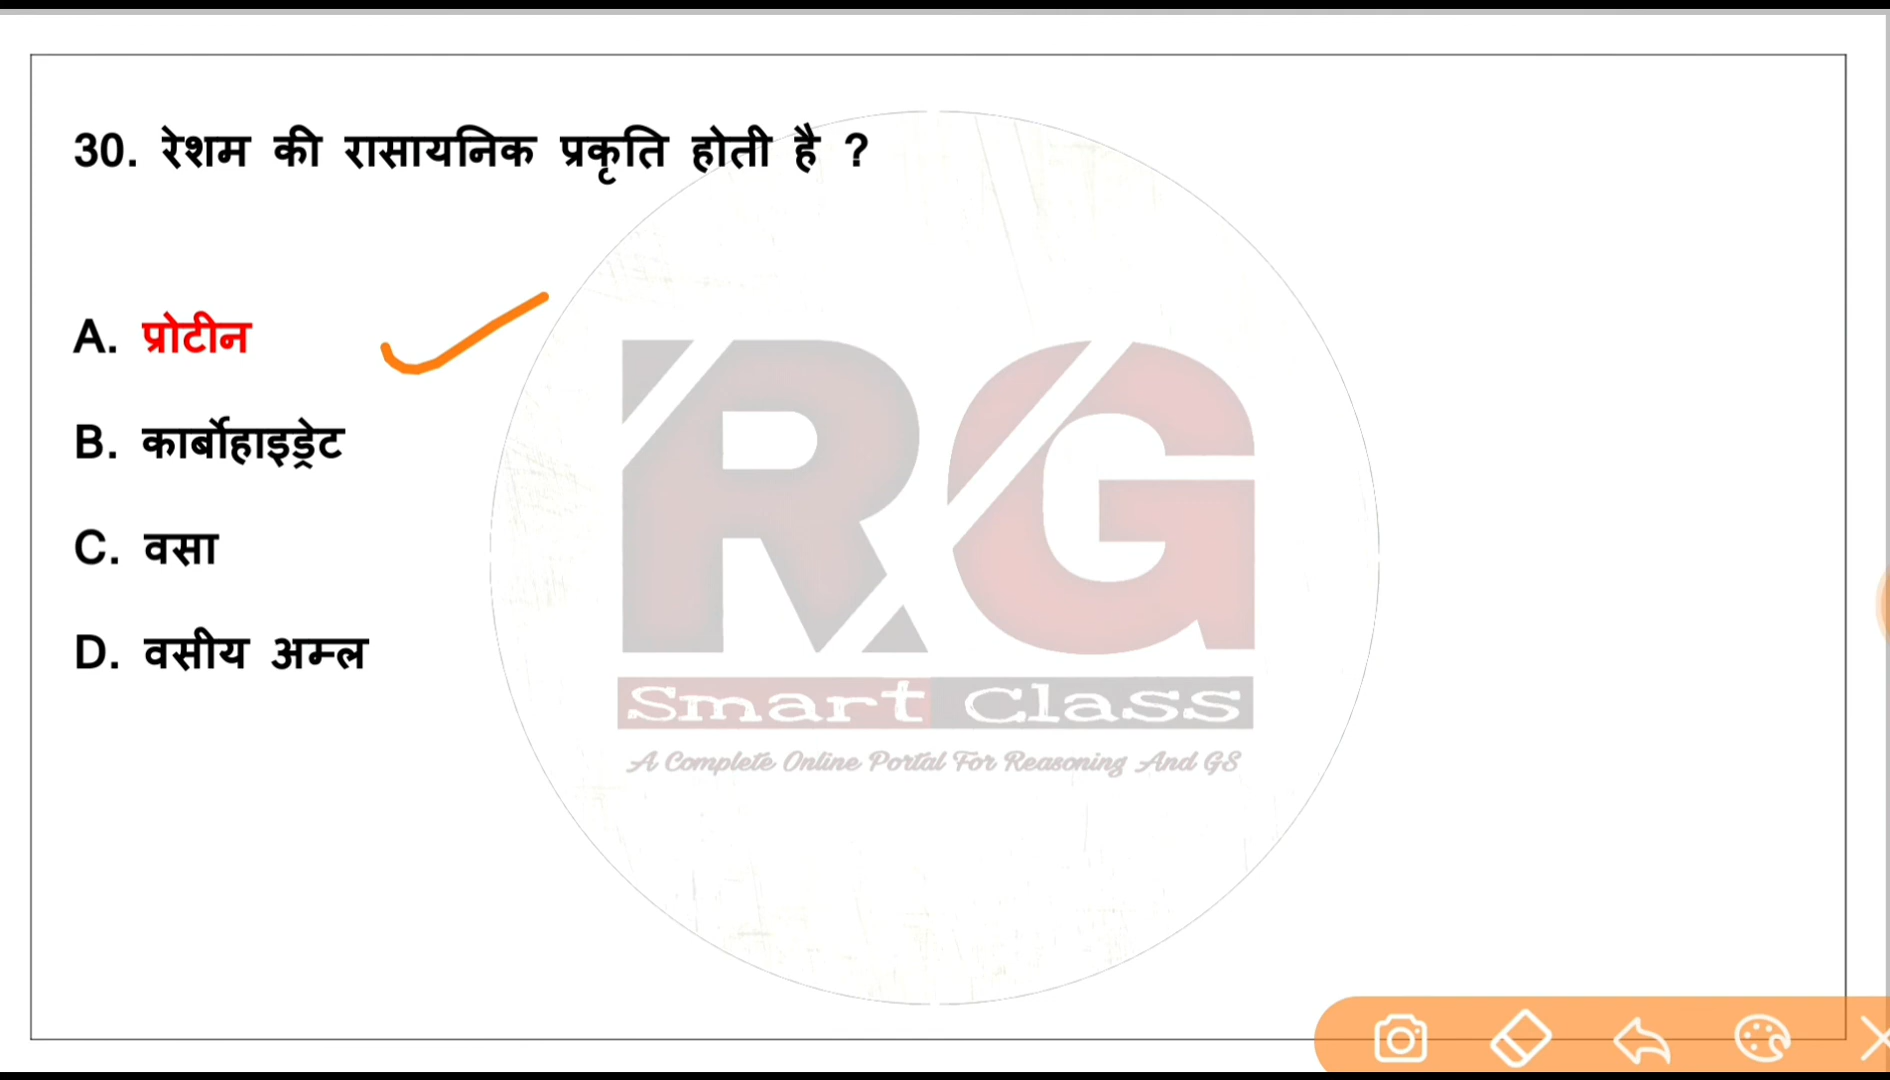 30. रेशम की रासायनिक प्रकृति होती है ?
A. प्रोटीन
B. कार्बोहाइड्रेट
C. वसा
D. वसीय अम्ल
RG
Smart Class
A Complete Online Portal For Reasoning And GS